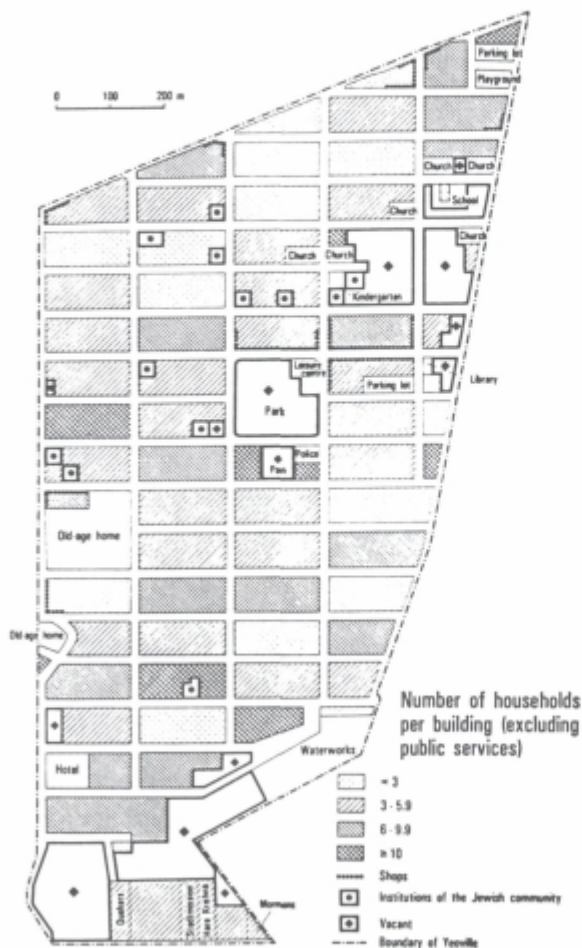 Parking lot
Playground
0 100 200 m
Church
Church
School
Church
Church
Church
Church
Kindergarten
Leisure
centre
Park
Parking lot
Library
Police
Old-age home
Old age home
Hotel
Waterworks
Quakers
Hare Krishna
Mormons
Number of households
per building (excluding
public services)
< 3
3 - 5.9
6 - 9.9
≥ 10
Shops
Institutions of the Jewish community
Vacant
Boundary of Yeoville